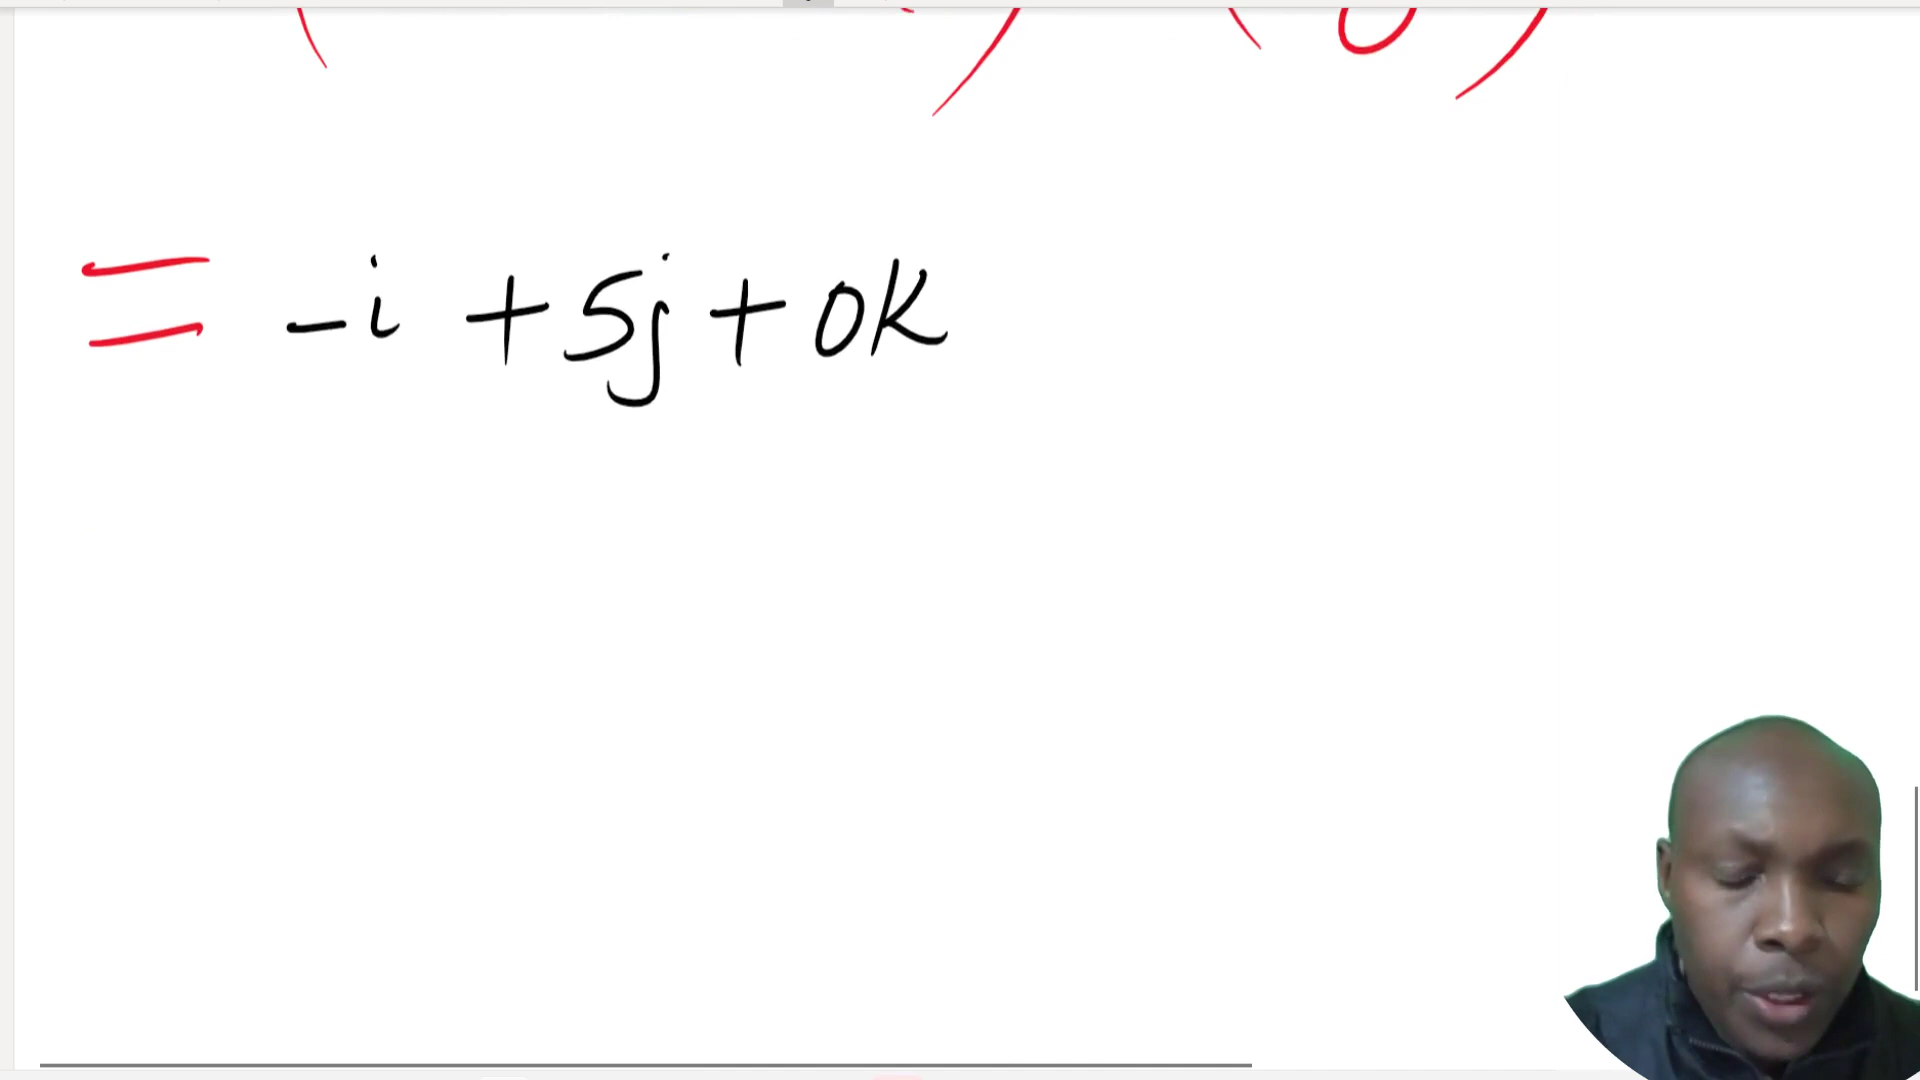 = -i + 5j + 0k